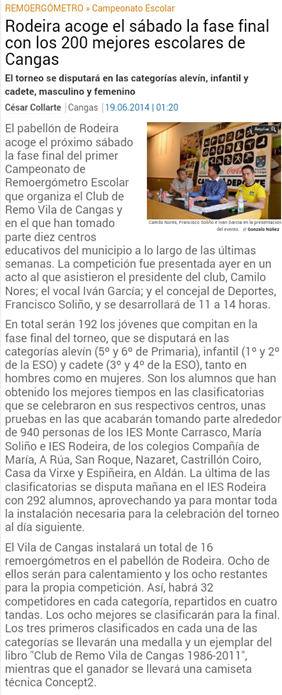 REMOERGÓMETRO » Campeonato Escolar
Rodeira acoge el sábado la fase final
con los 200 mejores escolares de
Cangas
El torneo se disputará en las categorías alevín, infantil y
cadete, masculino y femenino
César Collarte | Cangas | 19.06.2014 | 01:20
El pabellón de Rodeira
acoge el próximo sábado
la fase final del primer
Campeonato de
Remoergómetro Escolar
que organiza el Club de
Remo Vila de Cangas y
en el que han tomado
parte diez centros
Camilo Nores, Francisco Soliño e Iván García en la presentación
del evento. // Gonzalo Núñez
educativos del municipio a lo largo de las últimas
semanas. La competición fue presentada ayer en un
acto al que asistieron el presidente del club, Camilo
Nores; el vocal Iván García; y el concejal de Deportes,
Francisco Soliño, y se desarrollará de 11 a 14 horas.
En total serán 192 los jóvenes que compitan en la
fase final del torneo, que se disputará en las
categorías alevín (5º y 6º de Primaria), infantil (1º y 2º
de la ESO) y cadete (3º y 4º de la ESO), tanto en
hombres como en mujeres. Son los alumnos que han
obtenido los mejores tiempos en las clasificatorias
que se celebraron en sus respectivos centros, unas
pruebas en las que acabarán tomando parte alrededor
de 940 personas de los IES Monte Carrasco, María
Soliño e IES Rodeira, de los colegios Compañía de
María, A Rúa, San Roque, Nazaret, Castrillón Coiro,
Casa da Virxe y Espiñeira, en Aldán. La última de las
clasificatorias se disputa mañana en el IES Rodeira
con 292 alumnos, aprovechando ya para montar toda
la instalación necesaria para la celebración del torneo
al día siguiente.
El Vila de Cangas instalará un total de 16
remoergómetros en el pabellón de Rodeira. Ocho de
ellos serán para calentamiento y los ocho restantes
para la propia competición. Así, habrá 32
competidores en cada categoría, repartidos en cuatro
tandas. Los ocho mejores se clasificarán para la final.
Los tres primeros clasificados en cada una de las
categorías se llevarán una medalla y un ejemplar del
libro "Club de Remo Vila de Cangas 1986-2011",
mientras que el ganador se llevará una camiseta
técnica Concept2.